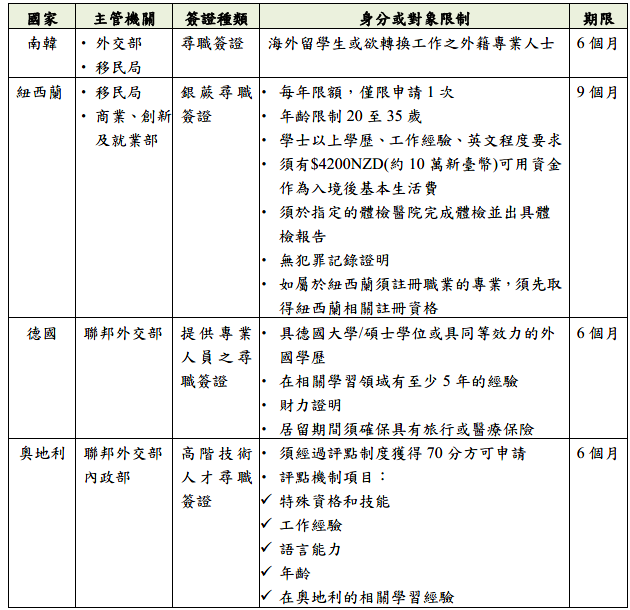 國家 主管機關 簽證種類 身分或對象限制 期限
南韓 • 外交部 尋職簽證 海外留學生或欲轉換工作之外籍專業人士 6 個月
• 移民局
紐西蘭 • 移民局 銀蕨尋職 • 每年限額，僅限申請 1 次 9 個月
• 商業、創新 簽證 • 年齡限制 20 至 35 歲
及就業部 • 學士以上學歷、工作經驗、英文程度要求
• 須有$4200NZD(約 10 萬新臺幣)可用資金
作為入境後基本生活費
• 須於指定的體檢醫院完成體檢並出具體
檢報告
• 無犯罪記錄證明
• 如屬於紐西蘭須註冊職業的專業，須先取
得紐西蘭相關註冊資格
德國 聯邦外交部 提供專業 • 具德國大學/碩士學位或具同等效力的外 6 個月
人員之尋 國學歷
職簽證 • 在相關學習領域有至少 5 年的經驗
• 財力證明
• 居留期間須確保具有旅行或醫療保險
奧地利 聯邦外交部 高階技術 • 須經過評點制度獲得 70 分方可申請 6 個月
內政部 人才尋職 • 評點機制項目：
簽證 ✓ 特殊資格和技能
✓ 工作經驗
✓ 語言能力
✓ 年齡
✓ 在奧地利的相關學習經驗